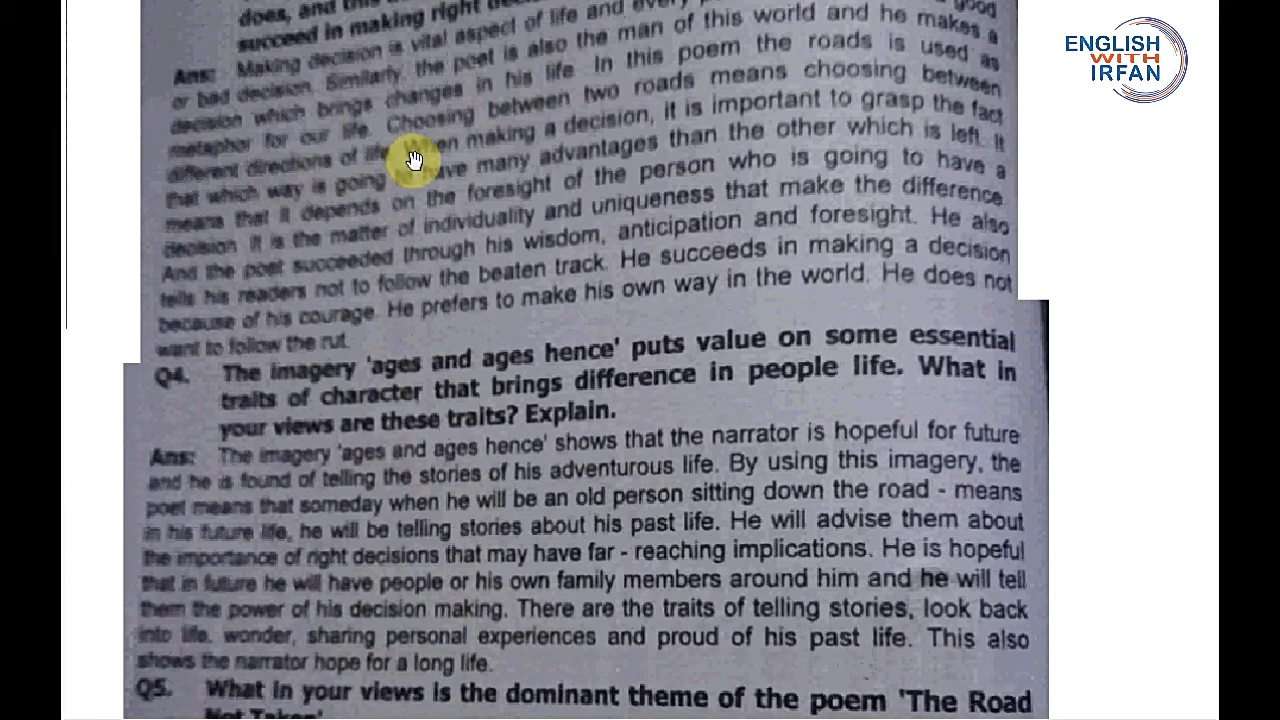 does, and this
good
succeed in making right
Ans: Making decision is vital aspect of life and every
or bad decision. Similarly poet is also the man of this world and he makes a
decision which brings changes in his life. In this poem the roads is used as
metaphor for our life. Choosing between two roads means choosing between
different directions of life. When making a decision, it is important to grasp the fact
that which way is going to have many advantages than the other which is left. It
means that it depends on the foresight of the person who is going to have a
decision. It is the matter of individuality and uniqueness that make the difference.
And the poet succeeded through his wisdom, anticipation and foresight. He also
tells his readers not to follow the beaten track. He succeeds in making a decision
because of his courage. He prefers to make his own way in the world. He does not
want to follow the rut.
Q4. The imagery 'ages and ages hence' puts value on some essential
traits of character that brings difference in people life. What in
your views are these traits? Explain.
Ans: The imagery 'ages and ages hence' shows that the narrator is hopeful for future
and he is found of telling the stories of his adventurous life. By using this imagery, the
poet means that someday when he will be an old person sitting down the road - means
in his future life, he will be telling stories about his past life. He will advise them about
the importance of right decisions that may have far - reaching implications. He is hopeful
that in future he will have people or his own family members around him and he will tell
them the power of his decision making. There are the traits of telling stories, look back
into life, wonder, sharing personal experiences and proud of his past life. This also
shows the narrator hope for a long life.
Q5. What in your views is the dominant theme of the poem 'The Road
Not Taken'
ENGLISH
WITH
IRFAN